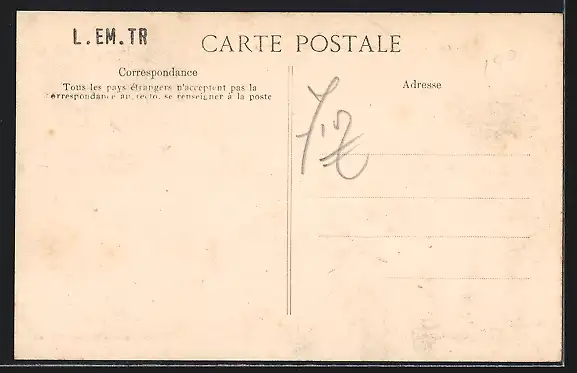 L.EM.TR
CARTE POSTALE
Correspondance
Tous les pays étrangers n'acceptent pas la
correspondance au recto, se renseigner à la poste
Adresse